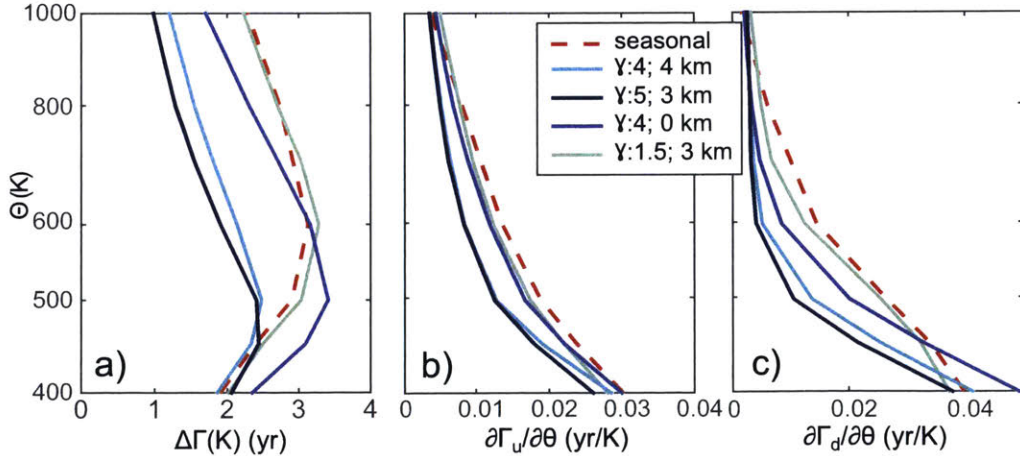 1000
800
600
500
400
Θ(K)
a)
0 1 2 3 4
ΔΓ(K) (yr)
b)
0.01 0.02 0.03 0.04
∂Γu/∂θ (yr/K)
seasonal
γ:4; 4 km
γ:5; 3 km
γ:4; 0 km
γ:1.5; 3 km
c)
0 0.02 0.04
∂Γd/∂θ (yr/K)